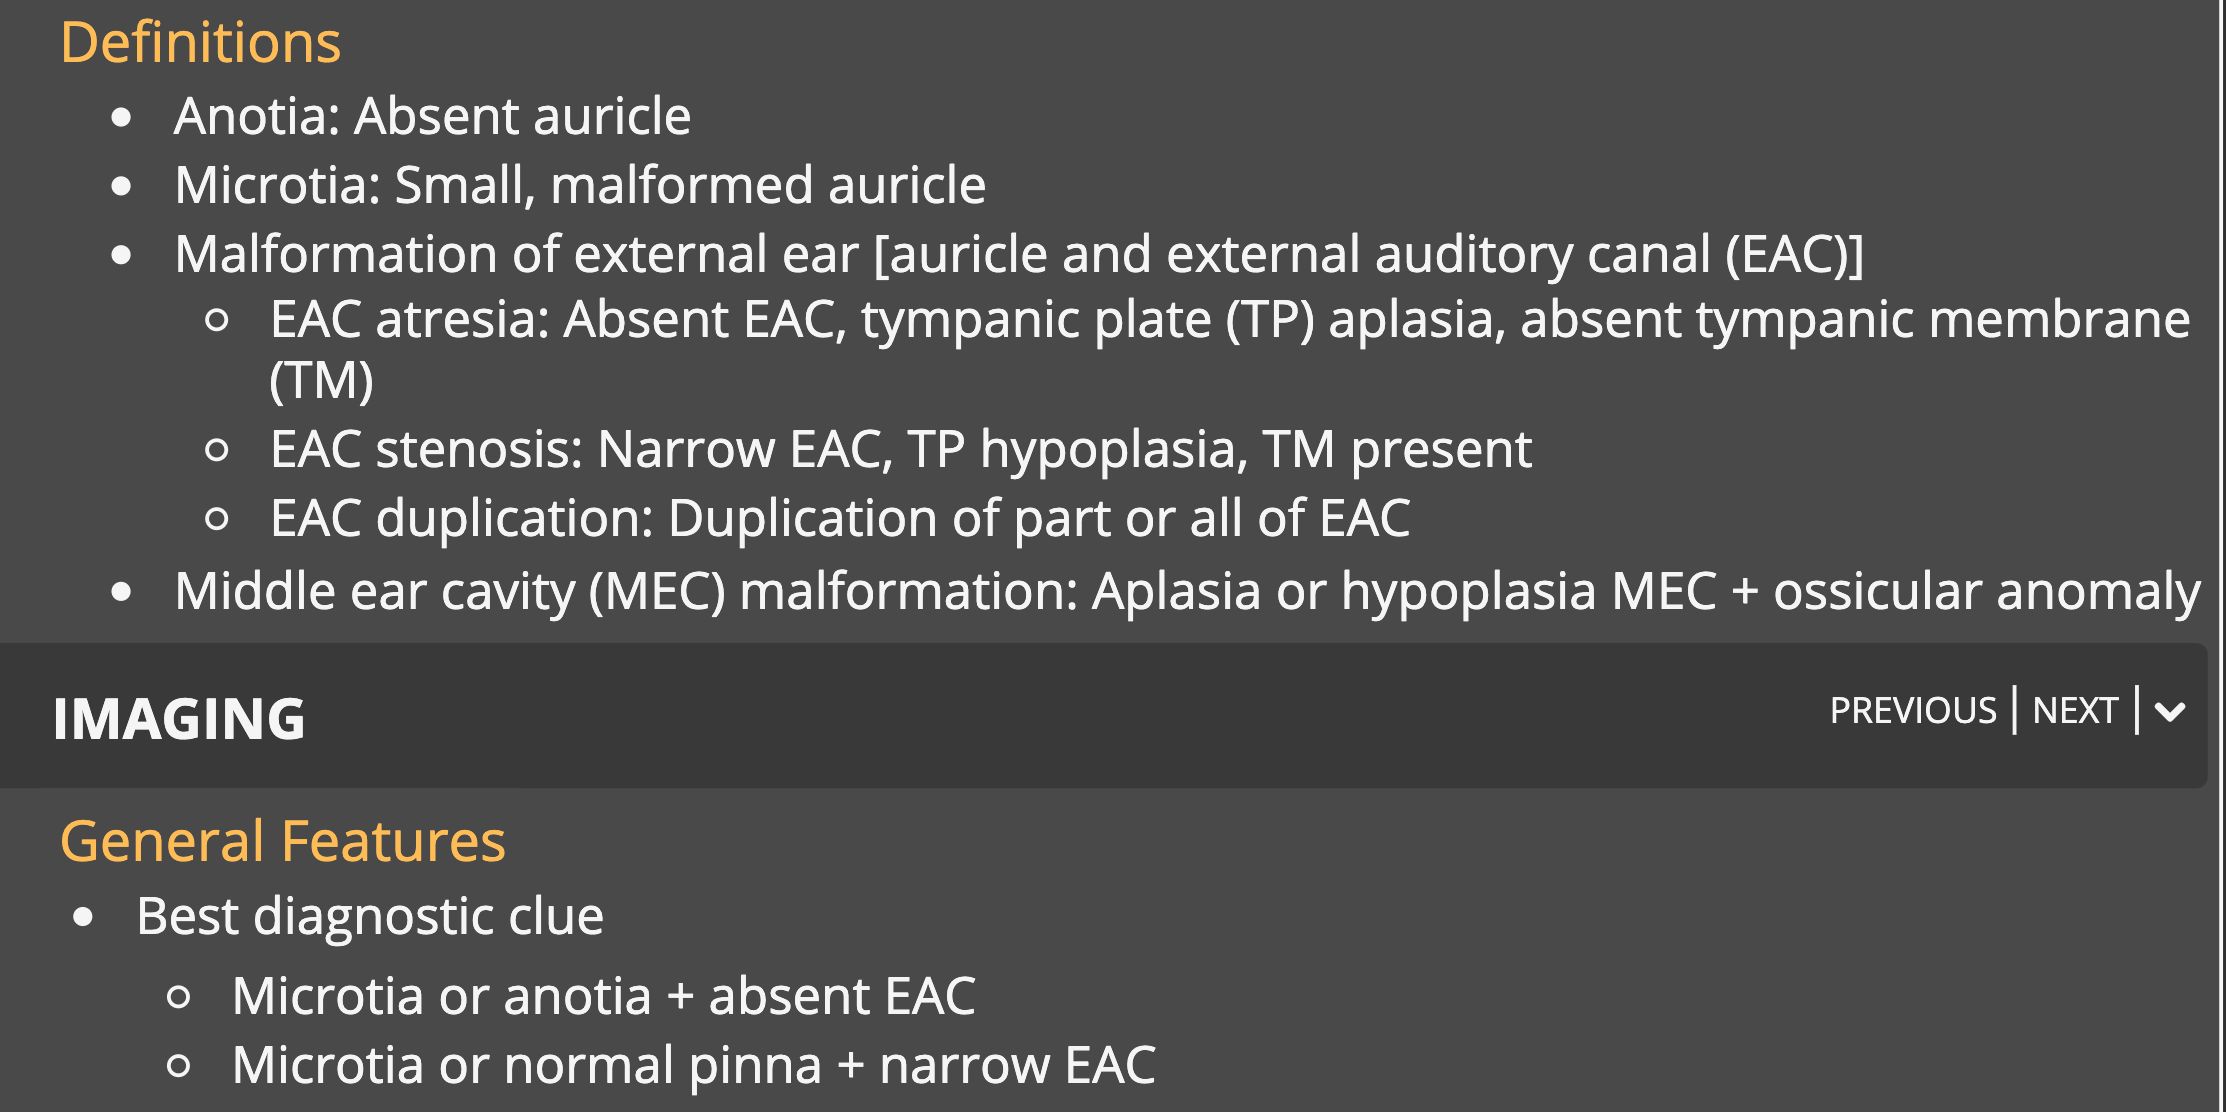 Definitions
• Anotia: Absent auricle
• Microtia: Small, malformed auricle
• Malformation of external ear [auricle and external auditory canal (EAC)]
○ EAC atresia: Absent EAC, tympanic plate (TP) aplasia, absent tympanic membrane
(TM)
○ EAC stenosis: Narrow EAC, TP hypoplasia, TM present
○ EAC duplication: Duplication of part or all of EAC
• Middle ear cavity (MEC) malformation: Aplasia or hypoplasia MEC + ossicular anomaly
IMAGING
PREVIOUS | NEXT |
General Features
• Best diagnostic clue
○ Microtia or anotia + absent EAC
○ Microtia or normal pinna + narrow EAC